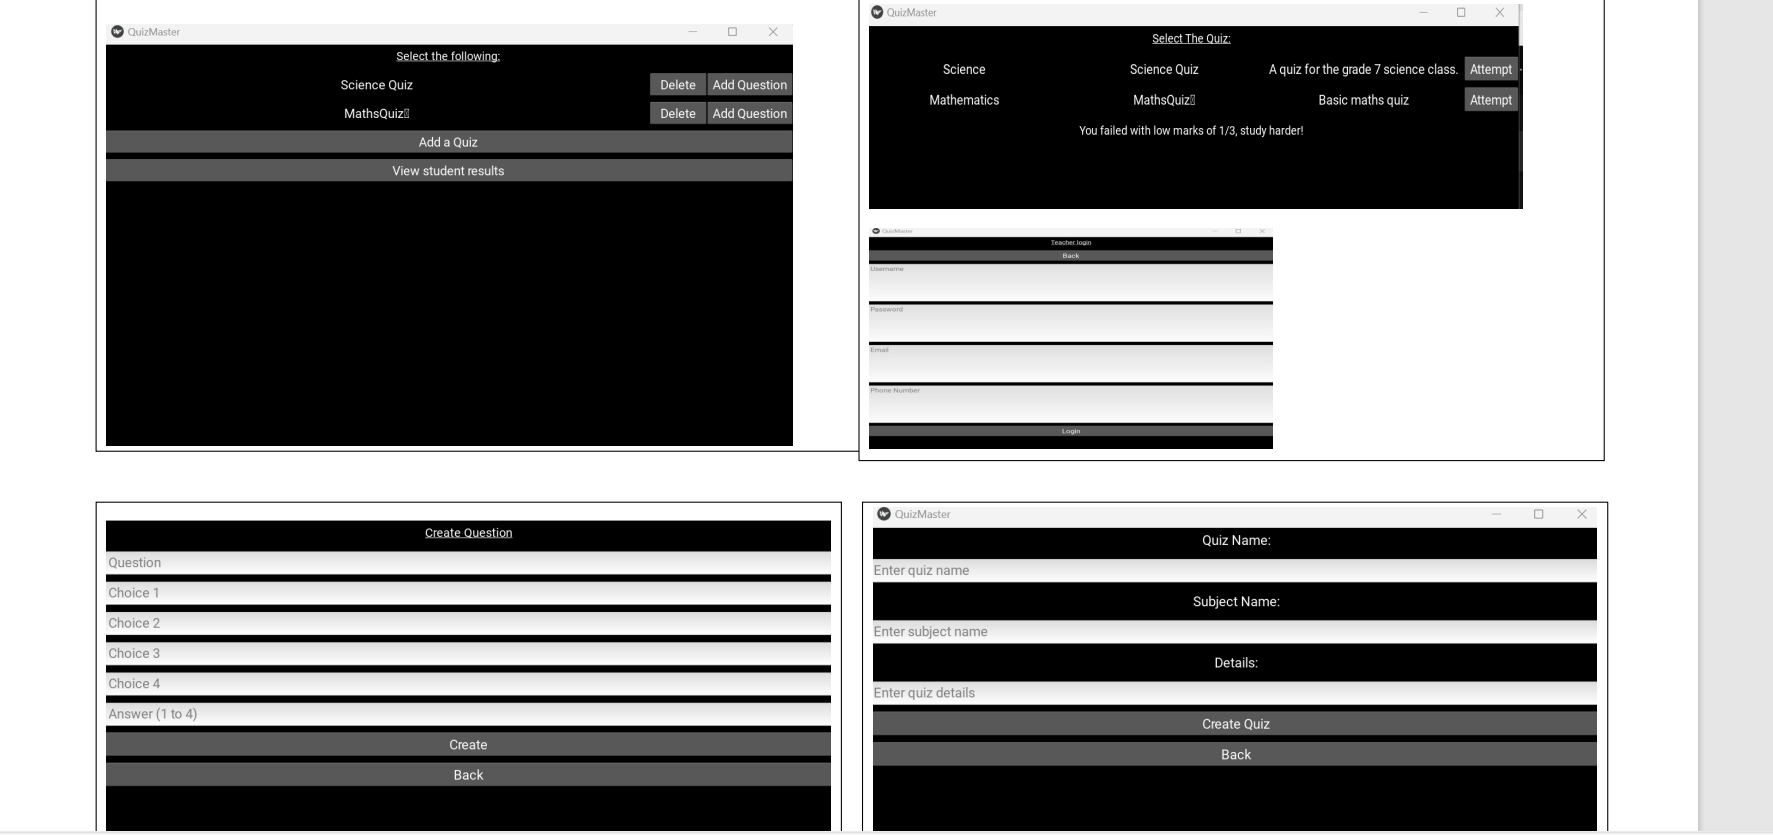 QuizMaster
Select the following:
Science Quiz Delete Add Question
MathsQuiz▯ Delete Add Question
Add a Quiz
View student results
QuizMaster
Select The Quiz:
Science Science Quiz A quiz for the grade 7 science class. Attempt
Mathematics MathsQuiz▯ Basic maths quiz Attempt
You failed with low marks of 1/3, study harder!
QuizMaster
Teacher login
Back
Username
Password
Email
Phone Number
Login
Create Question
Question
Choice 1
Choice 2
Choice 3
Choice 4
Answer (1 to 4)
Create
Back
QuizMaster
Quiz Name:
Enter quiz name
Subject Name:
Enter subject name
Details:
Enter quiz details
Create Quiz
Back